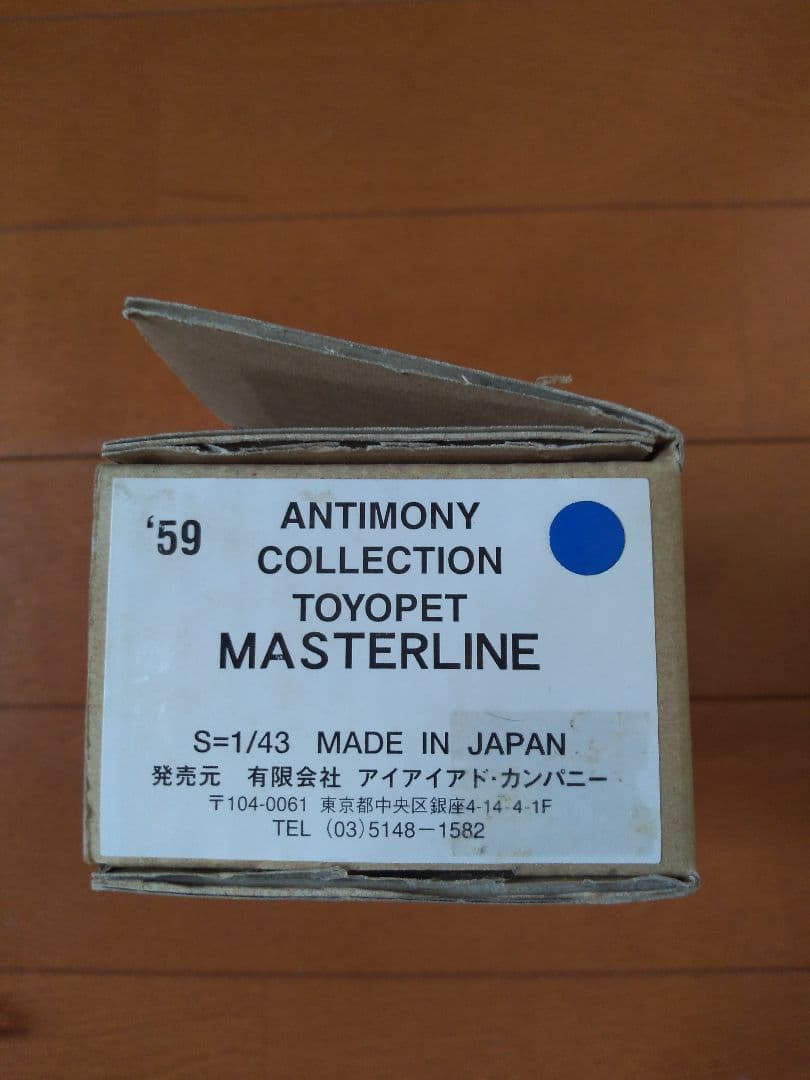 ‘59
ANTIMONY
COLLECTION
TOYOPET
MASTERLINE
S=1/43 MADE IN JAPAN
発売元 有限会社 アイアイアド・カンパニー
〒104-0061 東京都中央区銀座4-14-4-1F
TEL (03)5148－1582